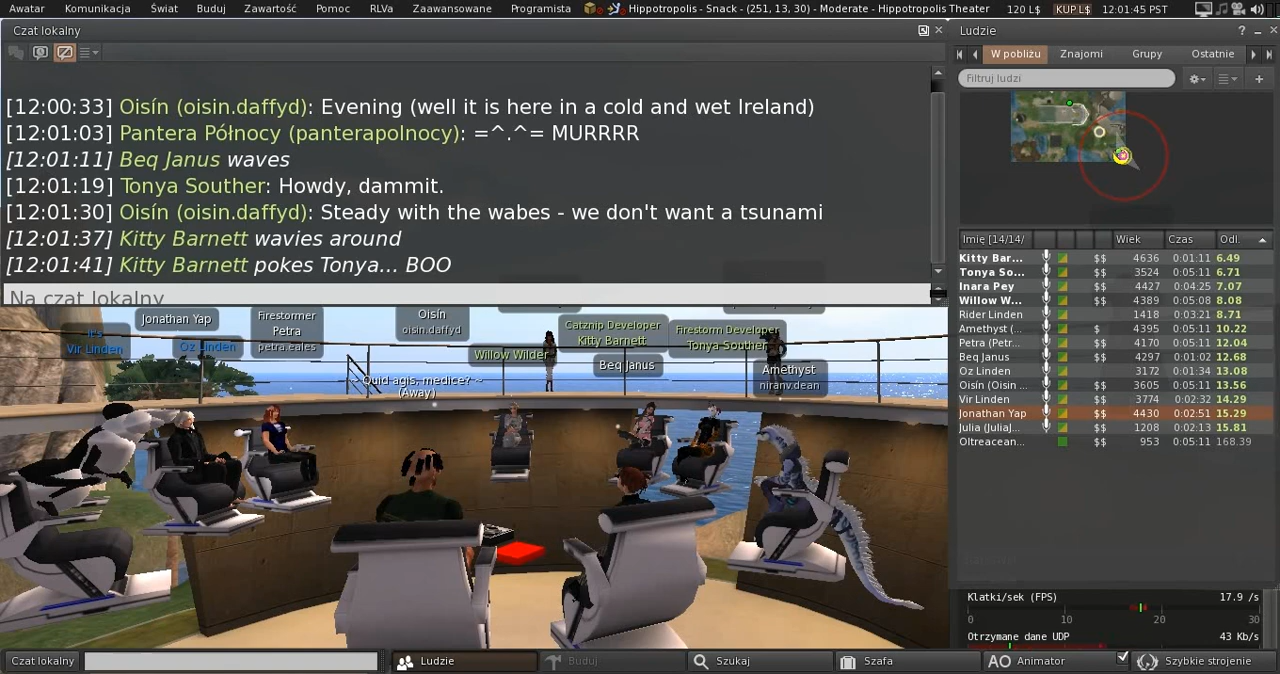 Awatar Komunikacja Świat Buduj Zawartość Pomoc RLVa Zaawansowane Programista Hippotropolis - Snack - (251, 13, 30) - Moderate - Hippotropolis Theater 120 L$ KUP L$ 12:01:45 PST
Czat lokalny
[12:00:33] Oisín (oisin.daffyd): Evening (well it is here in a cold and wet Ireland)
[12:01:03] Pantera Północy (panterapolnocy): =^.^= MURRRR
[12:01:11] Beq Janus waves
[12:01:19] Tonya Souther: Howdy, dammit.
[12:01:30] Oisín (oisin.daffyd): Steady with the wabes - we don't want a tsunami
[12:01:37] Kitty Barnett wavies around
[12:01:41] Kitty Barnett pokes Tonya... BOO
Na czat lokalny
It's
Vir Linden
Jonathan Yap
Oz Linden
Firestormer
Petra
petra.eales
Oisín
oisin.daffyd
Willow Wilder
Catznip Developer
Kitty Barnett
Beq Janus
Firestorm Developer
Tonya Souther
Amethyst
niranv.dean
~ Quid agis, medice? ~
(Away)
Ludzie
? _ ×
W pobliżu Znajomi Grupy Ostatnie
Filtruj ludzi
Imię [14/14/ Wiek Czas Odl.
Kitty Bar... $$ 4636 0:01:11 6.49
Tonya So... $$ 3524 0:05:11 6.71
Inara Pey $$ 4427 0:04:25 7.07
Willow W... $$ 4389 0:05:08 8.08
Rider Linden 1418 0:03:21 8.71
Amethyst (... $ 4395 0:05:11 10.22
Petra (Petr... $$ 4170 0:05:11 12.04
Beq Janus $$ 4297 0:01:02 12.68
Oz Linden 3172 0:01:34 13.08
Oisín (Oisin ... $$ 3605 0:05:11 13.56
Vir Linden $$ 3774 0:02:32 14.29
Jonathan Yap $$ 4430 0:02:51 15.29
Julia (JuliaJ... $$ 1208 0:02:13 15.81
Oltreacean... $$ 953 0:05:11 168.39
Klatki/sek (FPS) 17.9 /s
0 10 20 30
Otrzymane dane UDP 43 Kb/s
Czat lokalny Ludzie Buduj Szukaj Szafa AO Animator Szybkie strojenie